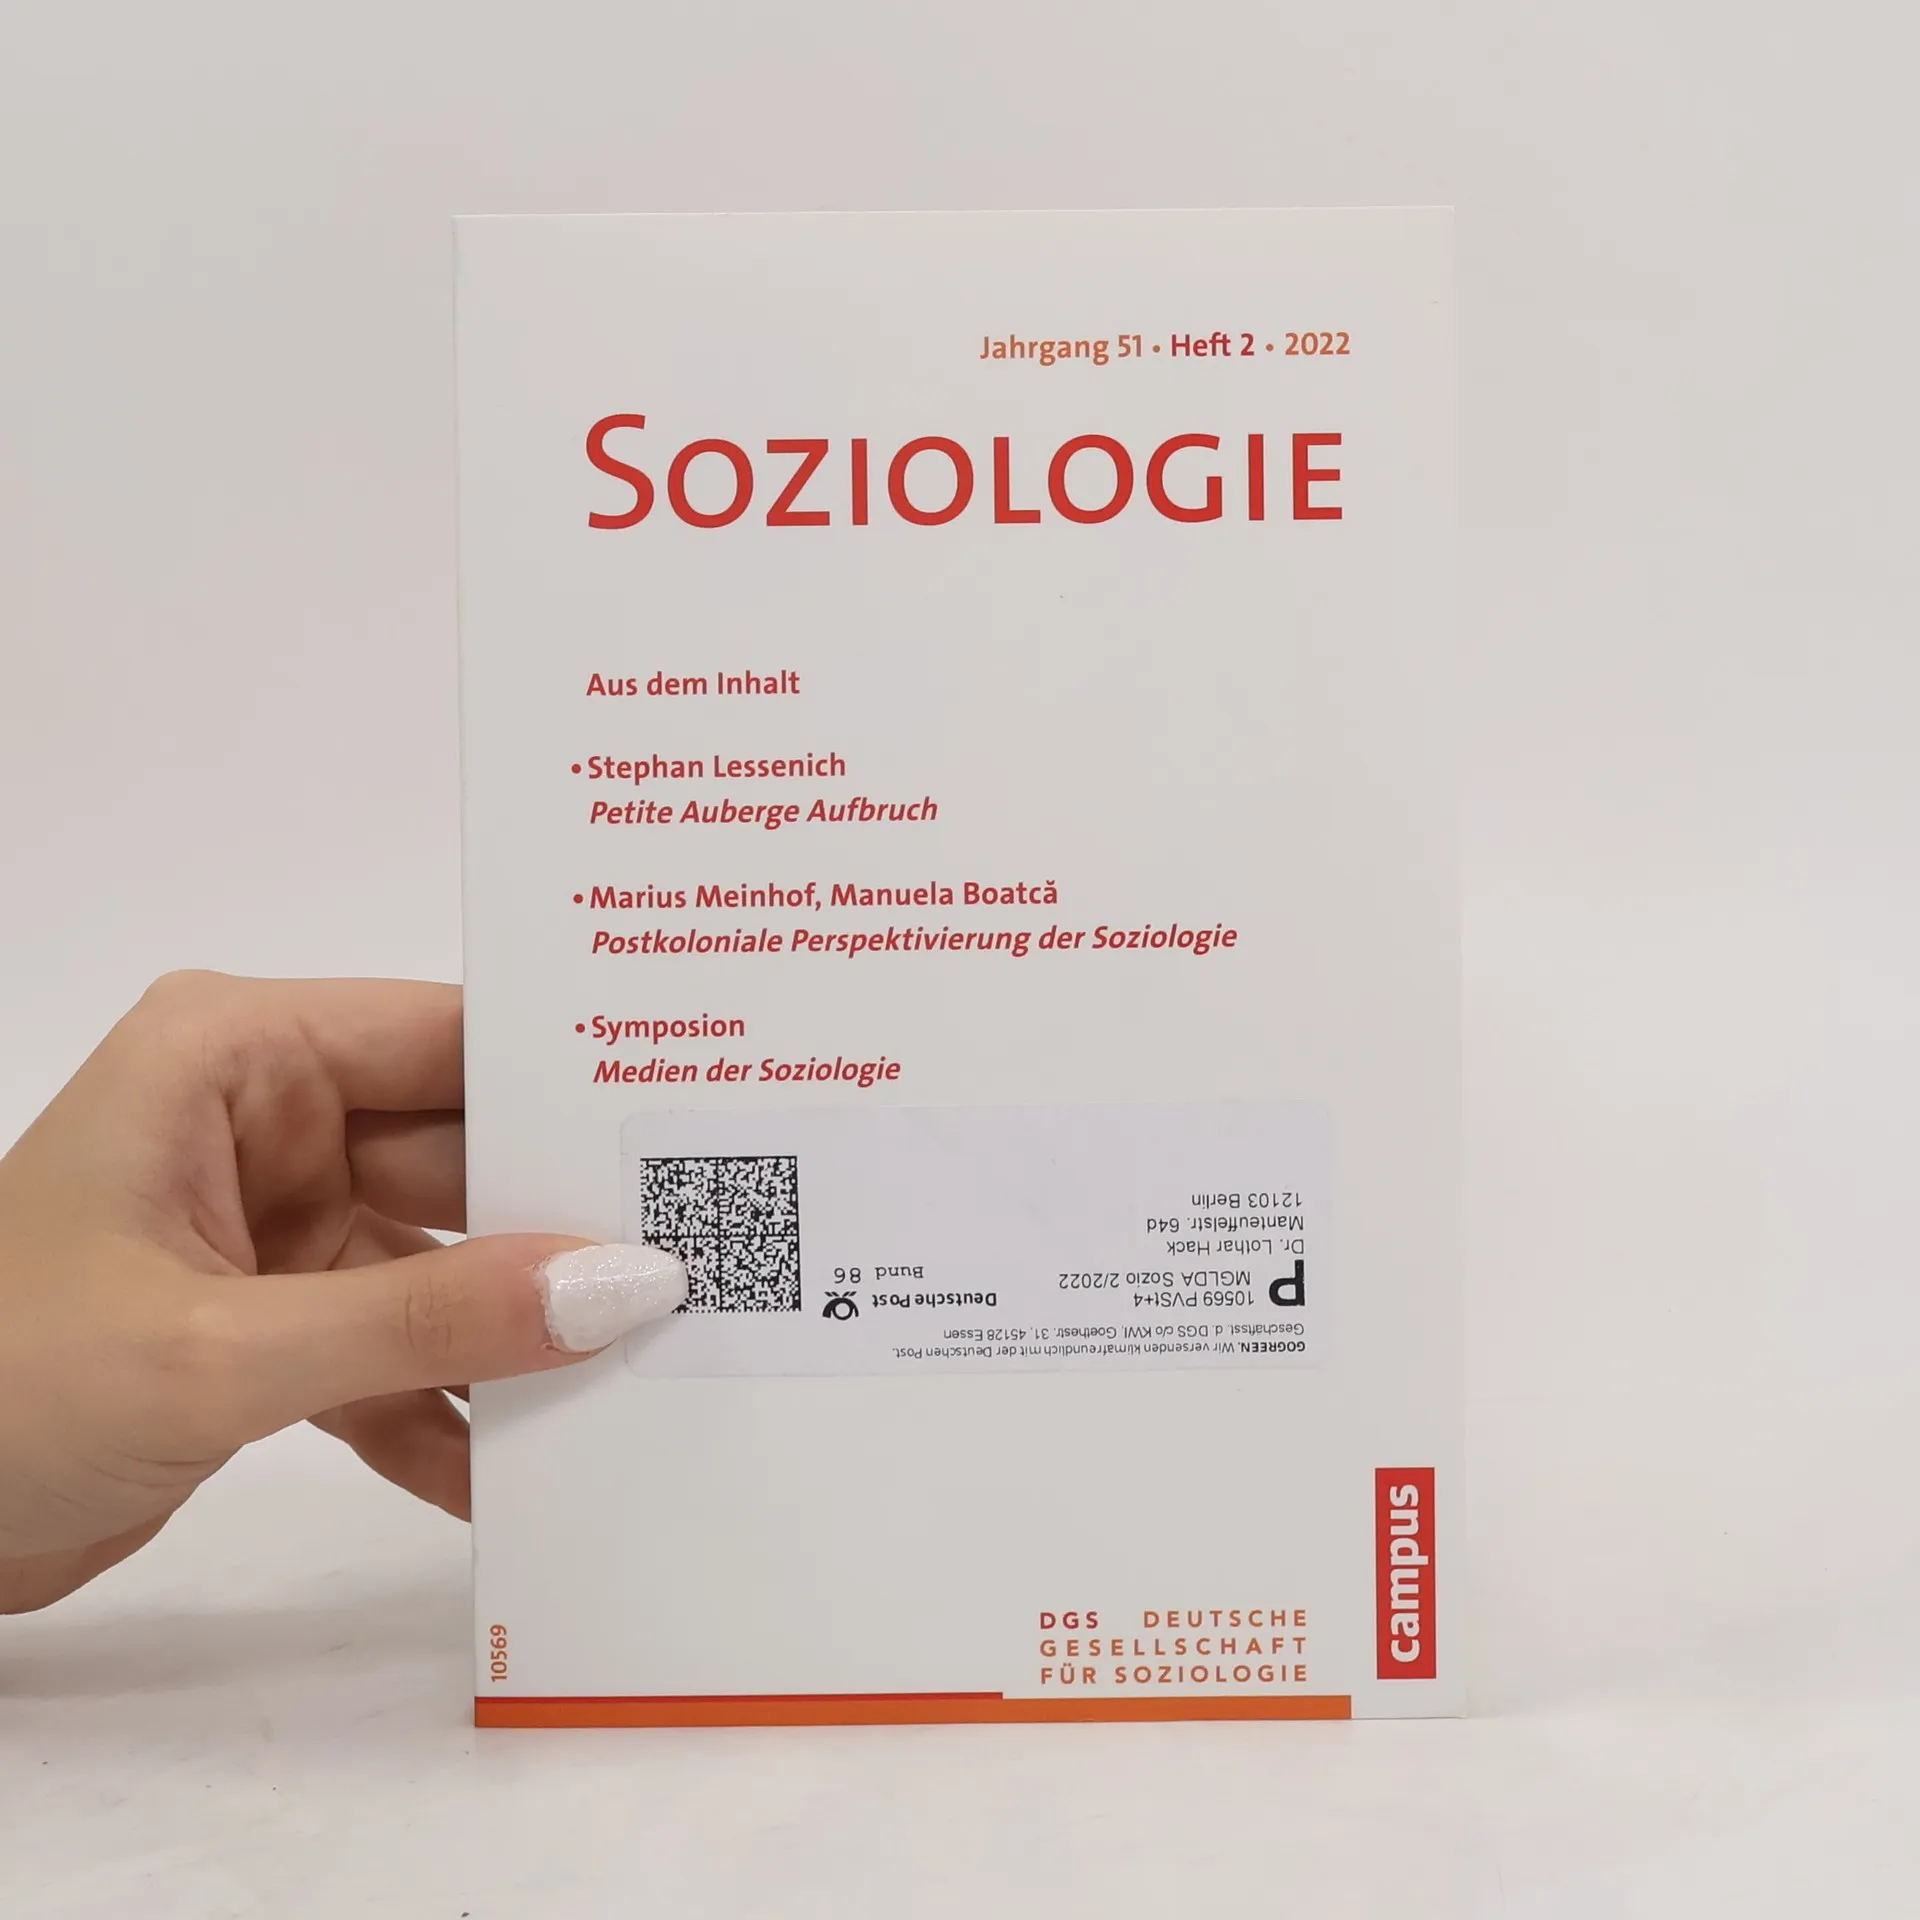 Jahrgang 51 • Heft 2 • 2022
SOZIOLOGIE
Aus dem Inhalt
• Stephan Lessenich
Petite Auberge Aufbruch
• Marius Meinhof, Manuela Boatcă
Postkoloniale Perspektivierung der Soziologie
• Symposion
Medien der Soziologie
GOGREEN. Wir versenden klimafreundlich mit der Deutschen Post.
Geschäftsst. d. DGS c/o KWI, Goethestr. 31, 45128 Essen
P
10569 PVSt+4
MGLDA Sozio 2/2022
Deutsche Post
Bund 86
Dr. Lothar Hack
Manteuffelstr. 64d
12103 Berlin
campus
DGS DEUTSCHE
GESELLSCHAFT
FÜR SOZIOLOGIE
10569